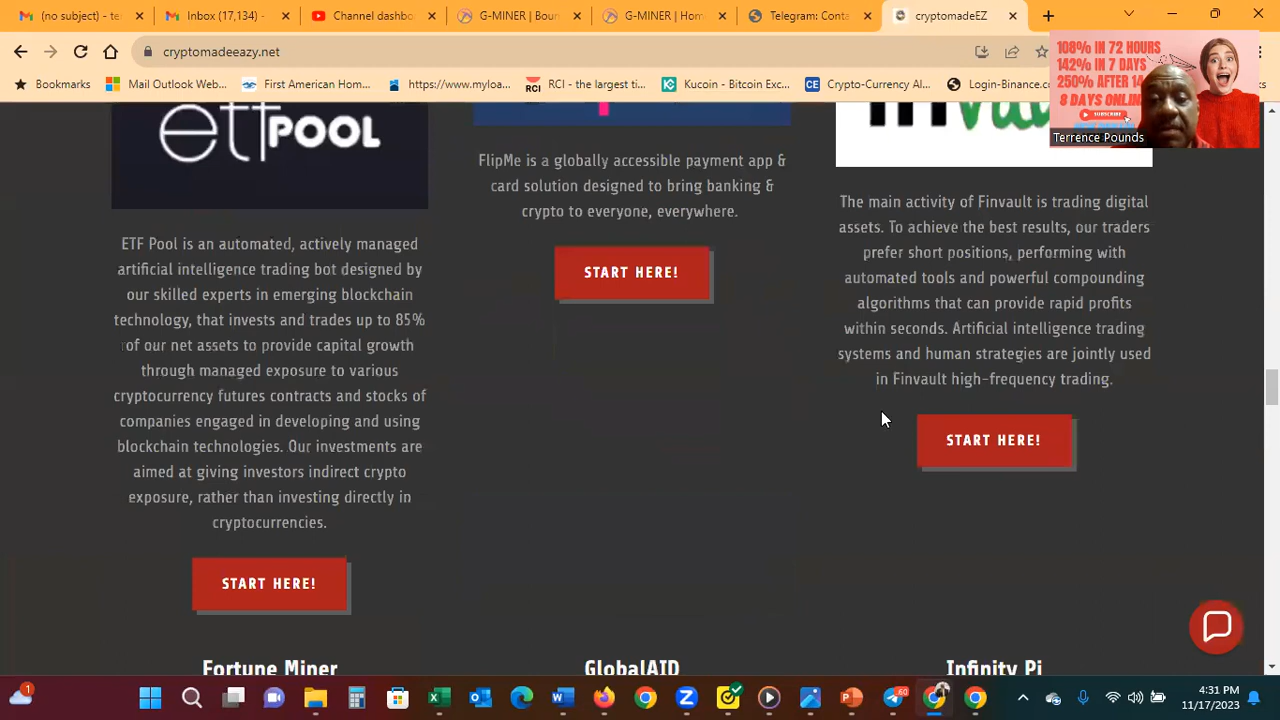 (no subject) - te
Inbox (17,134) -
Channel dashbo
G-MINER | Boun
G-MINER | Hom
Telegram: Conta
cryptomadeEZ
cryptomadeeazy.net
Bookmarks
Mail Outlook Web...
First American Hom...
https://www.myloa...
RCI - the largest ti...
Kucoin - Bitcoin Exc...
Crypto-Currency Al...
Login-Binance.co
108% IN 72 HOURS
142% IN 7 DAYS
250% AFTER 14
8 DAYS ONLIN
SUBSCRIBE
Terrence Pounds
etf POOL
FlipMe is a globally accessible payment app &
card solution designed to bring banking &
crypto to everyone, everywhere.
START HERE!
The main activity of Finvault is trading digital
assets. To achieve the best results, our traders
prefer short positions, performing with
automated tools and powerful compounding
algorithms that can provide rapid profits
within seconds. Artificial intelligence trading
systems and human strategies are jointly used
in Finvault high-frequency trading.
START HERE!
ETF Pool is an automated, actively managed
artificial intelligence trading bot designed by
our skilled experts in emerging blockchain
technology, that invests and trades up to 85%
of our net assets to provide capital growth
through managed exposure to various
cryptocurrency futures contracts and stocks of
companies engaged in developing and using
blockchain technologies. Our investments are
aimed at giving investors indirect crypto
exposure, rather than investing directly in
cryptocurrencies.
START HERE!
Fortune Miner
GlobalAID
Infinity Pi
1
60
4:31 PM
11/17/2023